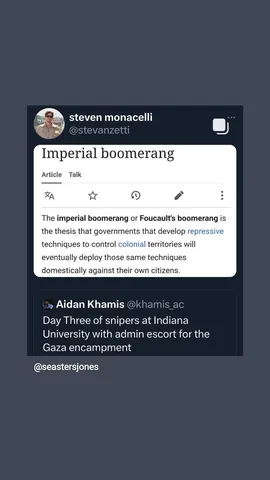 steven monacelli
@stevanzetti
Imperial boomerang
Article Talk
The imperial boomerang or Foucault's boomerang is
the thesis that governments that develop repressive
techniques to control colonial territories will
eventually deploy those same techniques
domestically against their own citizens.
Aidan Khamis @khamis_ac
Day Three of snipers at Indiana
University with admin escort for the
Gaza encampment
@seastersjones